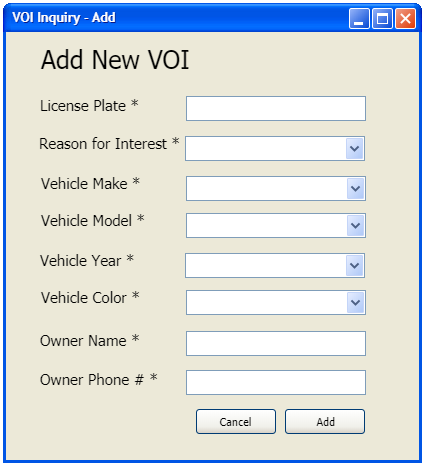 VOI Inquiry - Add
Add New VOI
License Plate *
Reason for Interest *
Vehicle Make *
Vehicle Model *
Vehicle Year *
Vehicle Color *
Owner Name *
Owner Phone # *
Cancel Add